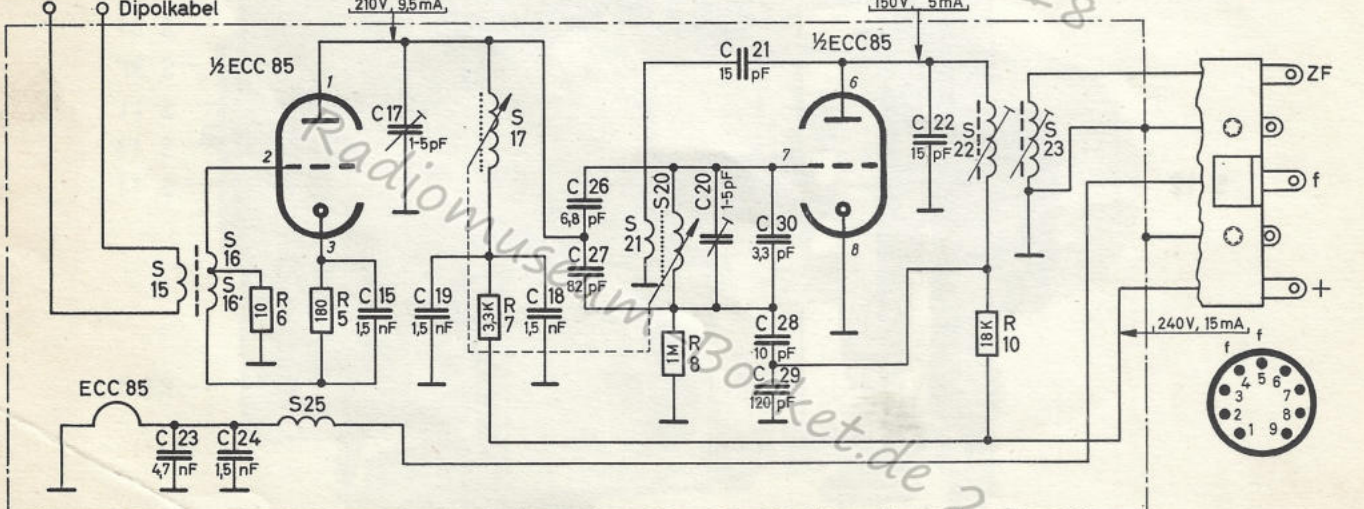 Dipolkabel
210V, 9,5mA,
150V, 5mA,
½ECC 85
1
2
3
C17
1-5pF
S 17
C 21
15 pF
½ECC85
6
7
8
C 22
15 pF
S 22
S 23
ZF
f
+
C 26
6,8 pF
C 27
82 pF
S 21
S20
C20
1-5pF
C 30
3,3 pF
S 15
S 16
S 16'
10
R 6
180
R 5
C 15
1,5 nF
C 19
1,5 nF
3,3K
R 7
C 18
1,5 nF
1M
R 8
C 28
10 pF
C 29
120 pF
18K
R 10
240V, 15mA,
ECC 85
S25
C 23
4,7 nF
C 24
1,5 nF
f f
1 2 3 4 5 6 7 8 9
Radiomuseum-Bocket.de